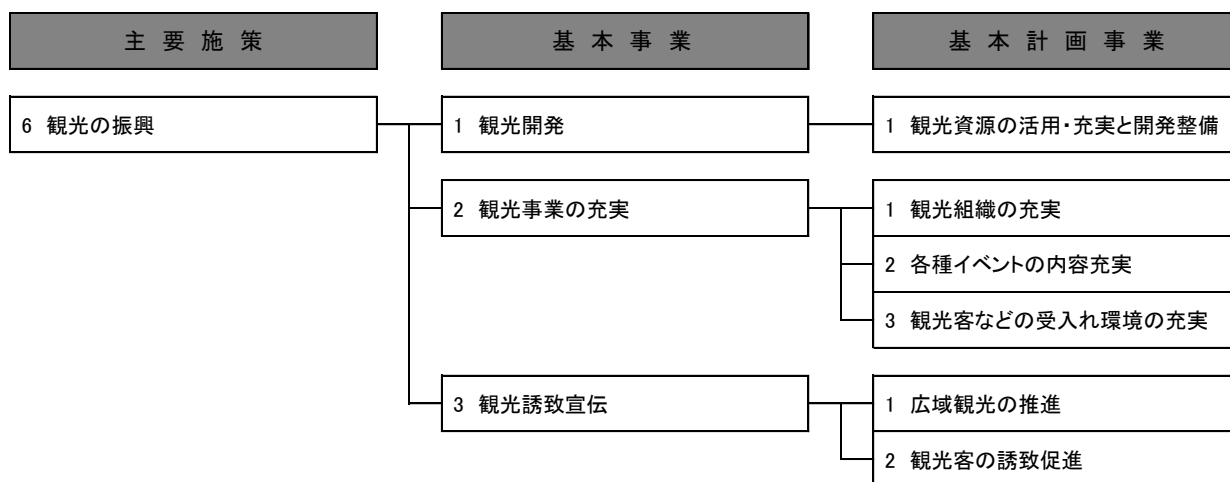 主要施策
基本事業
基本計画事業
6 観光の振興
1 観光開発
1 観光資源の活用・充実と開発整備
2 観光事業の充実
1 観光組織の充実
2 各種イベントの内容充実
3 観光客などの受入れ環境の充実
3 観光誘致宣伝
1 広域観光の推進
2 観光客の誘致促進